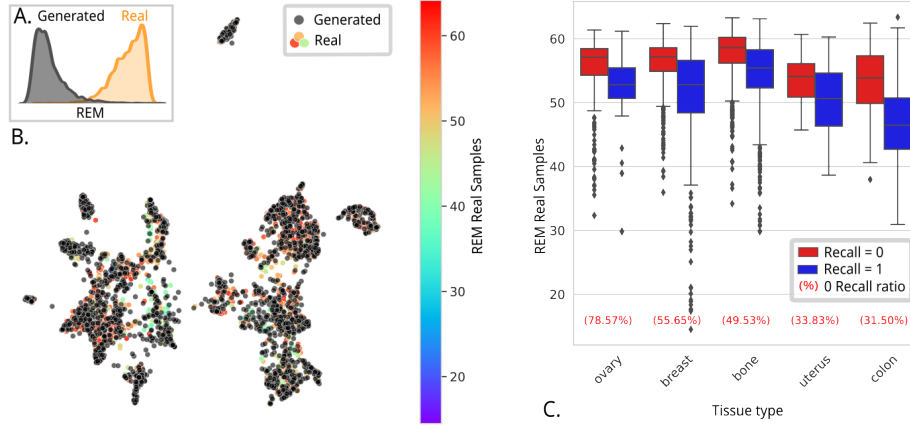 A.
Generated
Real
REM
Generated
Real
B.
60
50
40
30
20
REM Real Samples
60
50
40
30
20
REM Real Samples
Recall = 0
Recall = 1
(%) 0 Recall ratio
(78.57%)
(55.65%)
(49.53%)
(33.83%)
(31.50%)
ovary
breast
bone
uterus
colon
C.
Tissue type